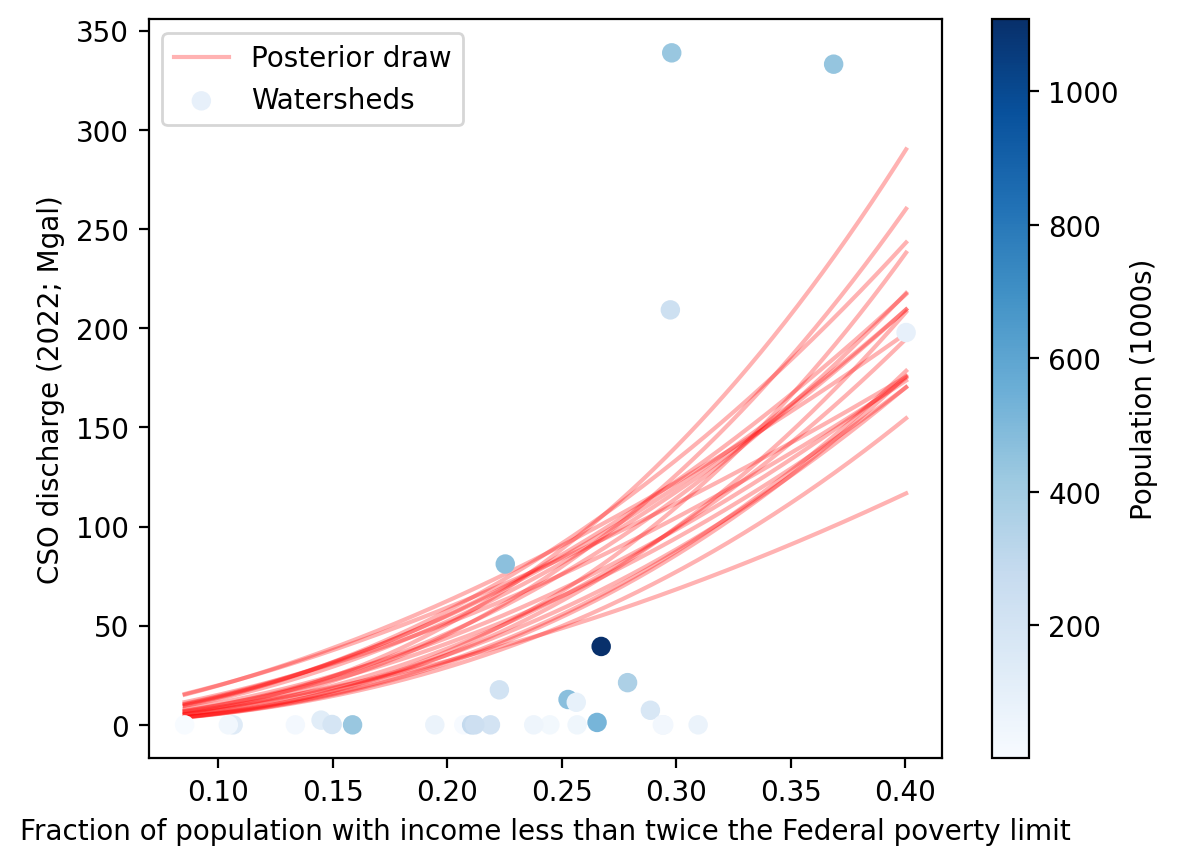 350
300
250
200
150
100
50
0
CSO discharge (2022; Mgal)
Posterior draw
Watersheds
0.10 0.15 0.20 0.25 0.30 0.35 0.40
Fraction of population with income less than twice the Federal poverty limit
1000
800
600
400
200
Population (1000s)